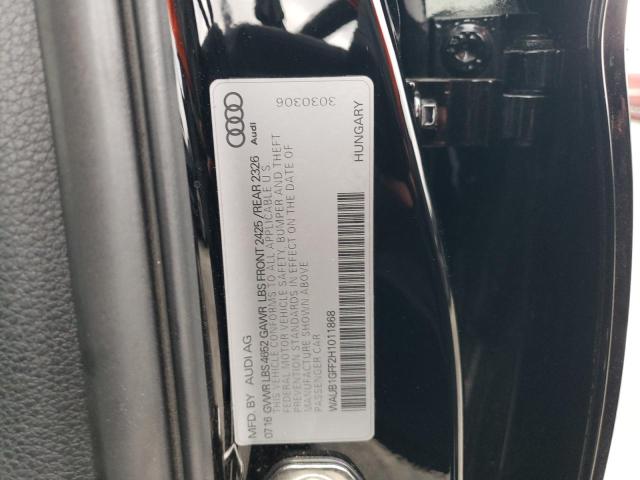 MFD. BY AUDI AG
0716 GVWR LBS 4652 GAWR LBS FRONT 2425 / REAR 2326
THIS VEHICLE CONFORMS TO ALL APPLICABLE U.S.
FEDERAL MOTOR VEHICLE SAFETY, BUMPER AND THEFT
PREVENTION STANDARDS IN EFFECT ON THE DATE OF
MANUFACTURE SHOWN ABOVE
PASSENGER CAR
WAUB1GFF2H1011868
HUNGARY
Audi
3030306